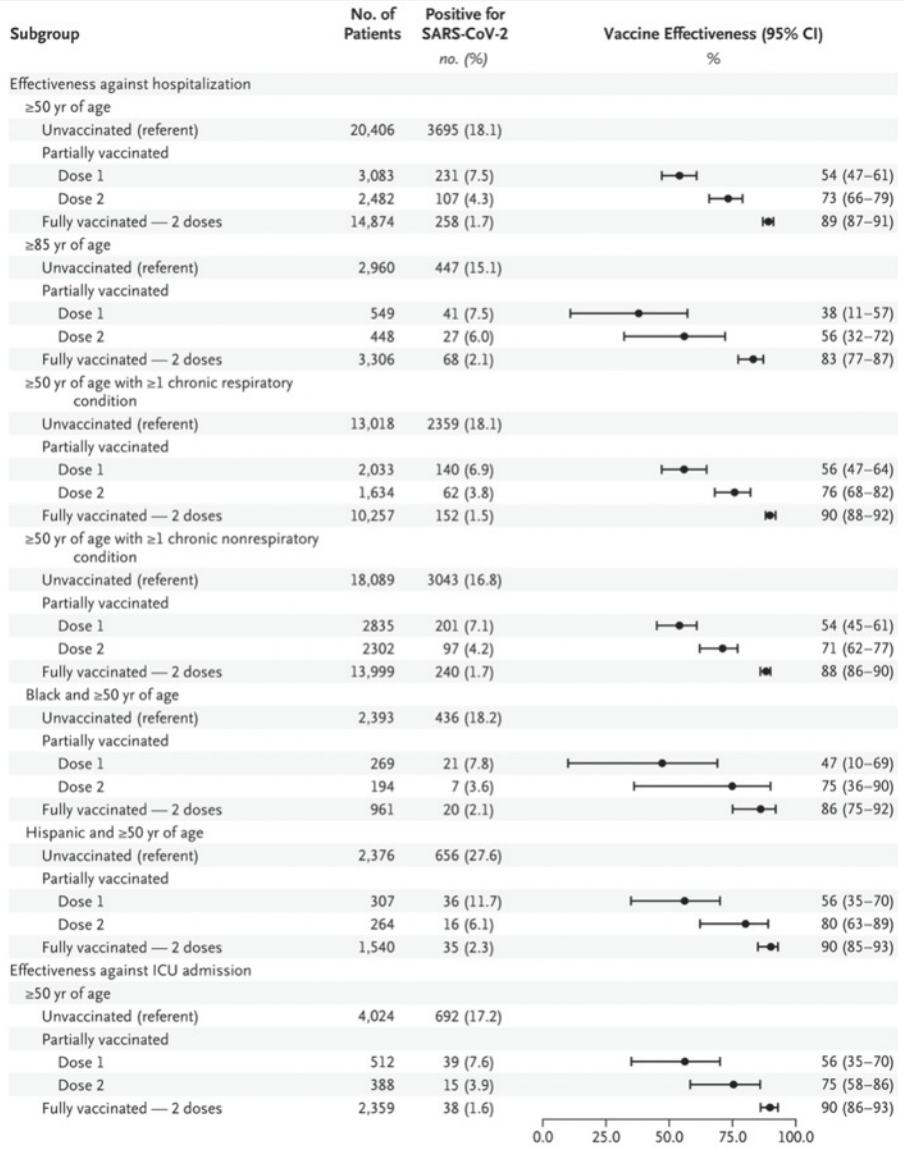 Subgroup No. of Patients Positive for SARS-CoV-2 Vaccine Effectiveness (95% CI)
no. (%) %
Effectiveness against hospitalization
≥50 yr of age
Unvaccinated (referent) 20,406 3695 (18.1)
Partially vaccinated
Dose 1 3,083 231 (7.5) 54 (47–61)
Dose 2 2,482 107 (4.3) 73 (66–79)
Fully vaccinated — 2 doses 14,874 258 (1.7) 89 (87–91)
≥85 yr of age
Unvaccinated (referent) 2,960 447 (15.1)
Partially vaccinated
Dose 1 549 41 (7.5) 38 (11–57)
Dose 2 448 27 (6.0) 56 (32–72)
Fully vaccinated — 2 doses 3,306 68 (2.1) 83 (77–87)
≥50 yr of age with ≥1 chronic respiratory
condition
Unvaccinated (referent) 13,018 2359 (18.1)
Partially vaccinated
Dose 1 2,033 140 (6.9) 56 (47–64)
Dose 2 1,634 62 (3.8) 76 (68–82)
Fully vaccinated — 2 doses 10,257 152 (1.5) 90 (88–92)
≥50 yr of age with ≥1 chronic nonrespiratory
condition
Unvaccinated (referent) 18,089 3043 (16.8)
Partially vaccinated
Dose 1 2835 201 (7.1) 54 (45–61)
Dose 2 2302 97 (4.2) 71 (62–77)
Fully vaccinated — 2 doses 13,999 240 (1.7) 88 (86–90)
Black and ≥50 yr of age
Unvaccinated (referent) 2,393 436 (18.2)
Partially vaccinated
Dose 1 269 21 (7.8) 47 (10–69)
Dose 2 194 7 (3.6) 75 (36–90)
Fully vaccinated — 2 doses 961 20 (2.1) 86 (75–92)
Hispanic and ≥50 yr of age
Unvaccinated (referent) 2,376 656 (27.6)
Partially vaccinated
Dose 1 307 36 (11.7) 56 (35–70)
Dose 2 264 16 (6.1) 80 (63–89)
Fully vaccinated — 2 doses 1,540 35 (2.3) 90 (85–93)
Effectiveness against ICU admission
≥50 yr of age
Unvaccinated (referent) 4,024 692 (17.2)
Partially vaccinated
Dose 1 512 39 (7.6) 56 (35–70)
Dose 2 388 15 (3.9) 75 (58–86)
Fully vaccinated — 2 doses 2,359 38 (1.6) 90 (86–93)
0.0 25.0 50.0 75.0 100.0